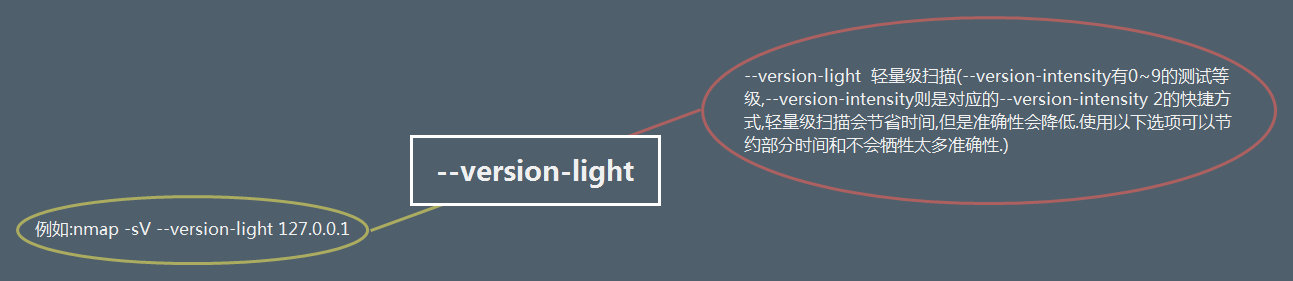 --version-light 轻量级扫描(--version-intensity有0~9的测试等
级,--version-intensity则是对应的--version-intensity 2的快捷方
式,轻量级扫描会节省时间,但是准确性会降低.使用以下选项可以节
约部分时间和不会牺牲太多准确性.)
--version-light
例如:nmap -sV --version-light 127.0.0.1